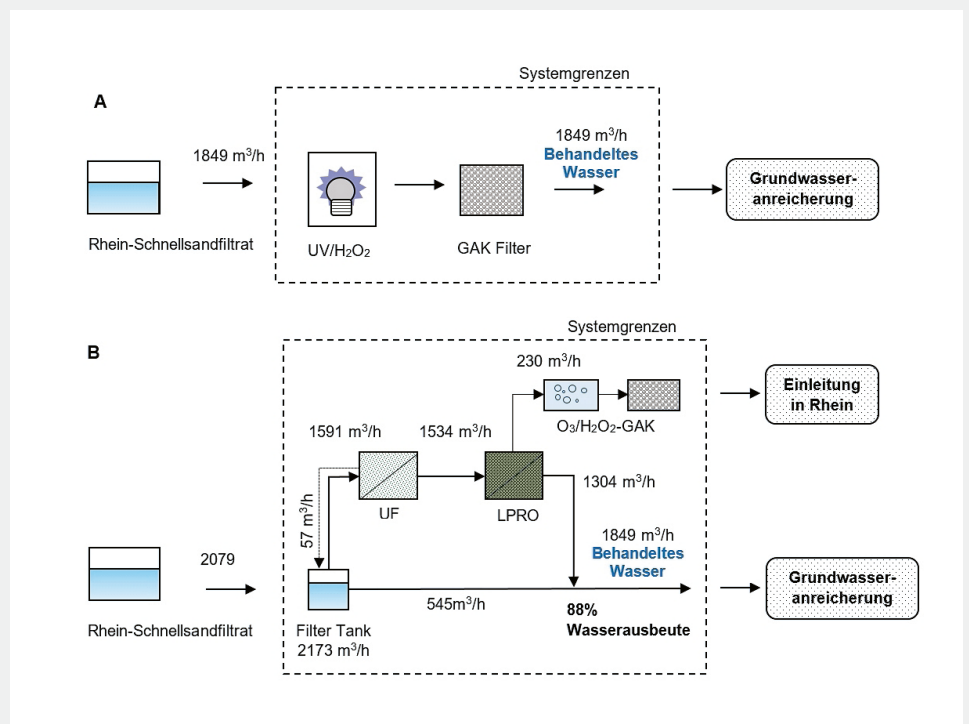 Systemgrenzen
A
1849 m³/h
1849 m³/h
Behandeltes
Wasser
Grundwasser-
anreicherung
Rhein-Schnellsandfiltrat
UV/H₂O₂
GAK Filter
Systemgrenzen
B
230 m³/h
Einleitung
in Rhein
O₃/H₂O₂-GAK
1591 m³/h
1534 m³/h
1304 m³/h
57 m³/h
UF
LPRO
1849 m³/h
Behandeltes
Wasser
2079
Grundwasser-
anreicherung
545m³/h
88%
Wasserausbeute
Rhein-Schnellsandfiltrat
Filter Tank
2173 m³/h